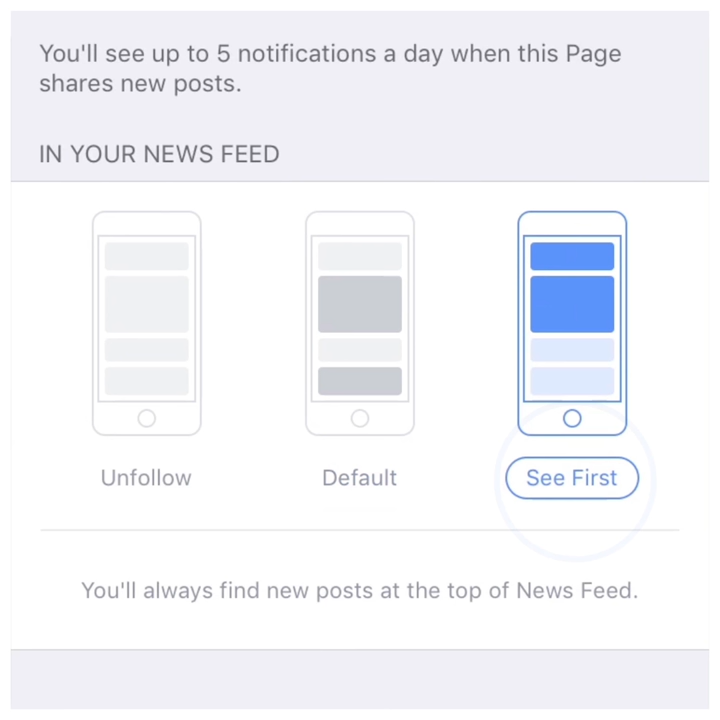 You'll see up to 5 notifications a day when this Page
shares new posts.
IN YOUR NEWS FEED
Unfollow
Default
See First
You'll always find new posts at the top of News Feed.